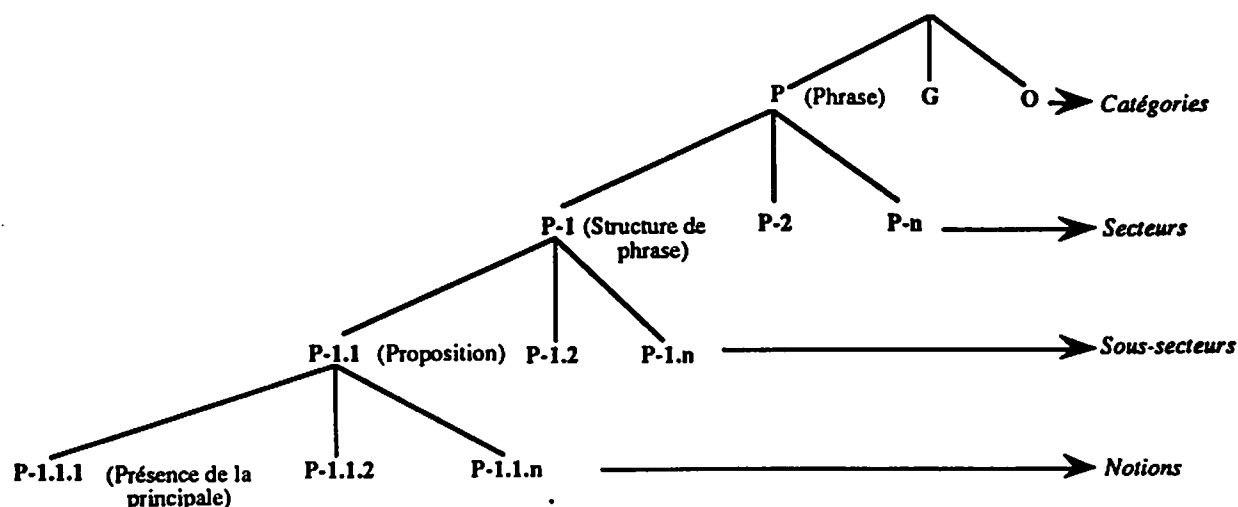 P (Phrase) G O Catégories
P-1 (Structure de phrase) P-2 P-n Secteurs
P-1.1 (Proposition) P-1.2 P-1.n Sous-secteurs
P-1.1.1 (Présence de la principale) P-1.1.2 P-1.1.n Notions